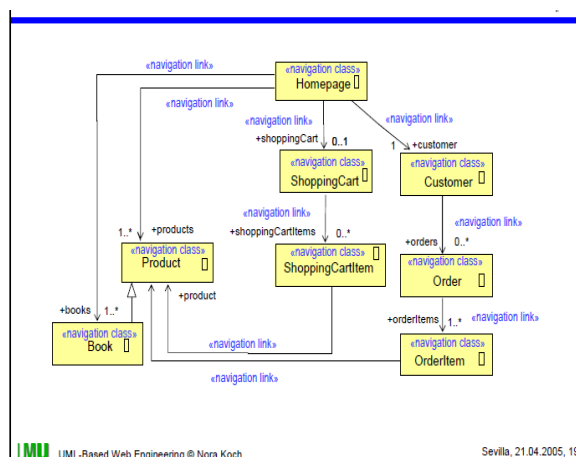 «navigation link»
«navigation class»
Homepage
«navigation link»
«navigation link»
«navigation link»
+shoppingCart
0..1
1
+customer
«navigation class»
ShoppingCart
«navigation class»
Customer
«navigation link»
«navigation link»
+products
1..*
+shoppingCartItems
0..*
+orders
0..*
«navigation class»
Product
«navigation class»
ShoppingCartItem
«navigation class»
Order
+product
+books
1..*
+orderItems
1..*
«navigation link»
«navigation class»
Book
«navigation link»
«navigation class»
OrderItem
«navigation link»
LMU UML-Based Web Engineering © Nora Koch
Sevilla, 21.04.2005, 19